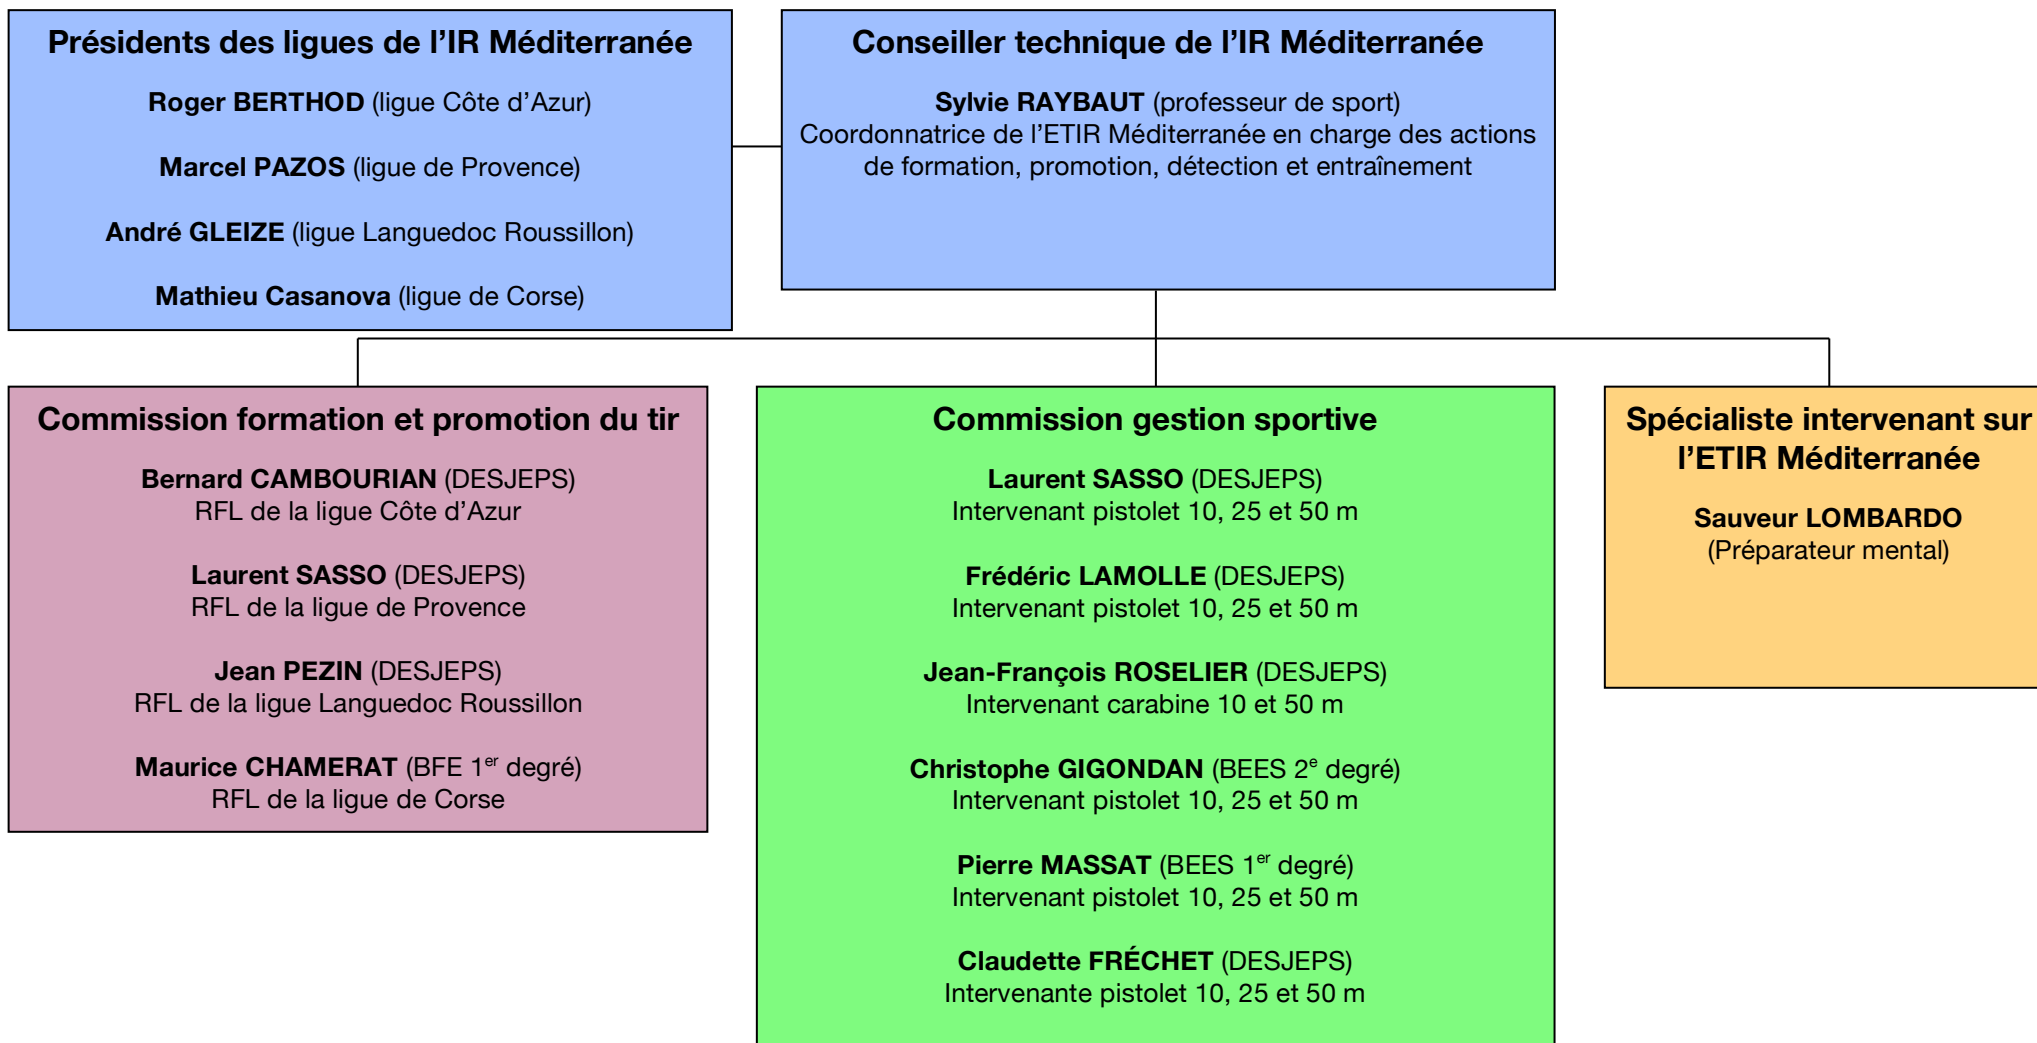 Présidents des ligues de l’IR Méditerranée
Roger BERTHOD (ligue Côte d’Azur)
Marcel PAZOS (ligue de Provence)
André GLEIZE (ligue Languedoc Roussillon)
Mathieu Casanova (ligue de Corse)
Conseiller technique de l’IR Méditerranée
Sylvie RAYBAUT (professeur de sport)
Coordonnatrice de l’ETIR Méditerranée en charge des actions
de formation, promotion, détection et entraînement
Commission formation et promotion du tir
Bernard CAMBOURIAN (DESJEPS)
RFL de la ligue Côte d’Azur
Laurent SASSO (DESJEPS)
RFL de la ligue de Provence
Jean PEZIN (DESJEPS)
RFL de la ligue Languedoc Roussillon
Maurice CHAMERAT (BFE 1er degré)
RFL de la ligue de Corse
Commission gestion sportive
Laurent SASSO (DESJEPS)
Intervenant pistolet 10, 25 et 50 m
Frédéric LAMOLLE (DESJEPS)
Intervenant pistolet 10, 25 et 50 m
Jean-François ROSELIER (DESJEPS)
Intervenant carabine 10 et 50 m
Christophe GIGONDAN (BEES 2e degré)
Intervenant pistolet 10, 25 et 50 m
Pierre MASSAT (BEES 1er degré)
Intervenant pistolet 10, 25 et 50 m
Claudette FRÉCHET (DESJEPS)
Intervenante pistolet 10, 25 et 50 m
Spécialiste intervenant sur
l’ETIR Méditerranée
Sauveur LOMBARDO
(Préparateur mental)